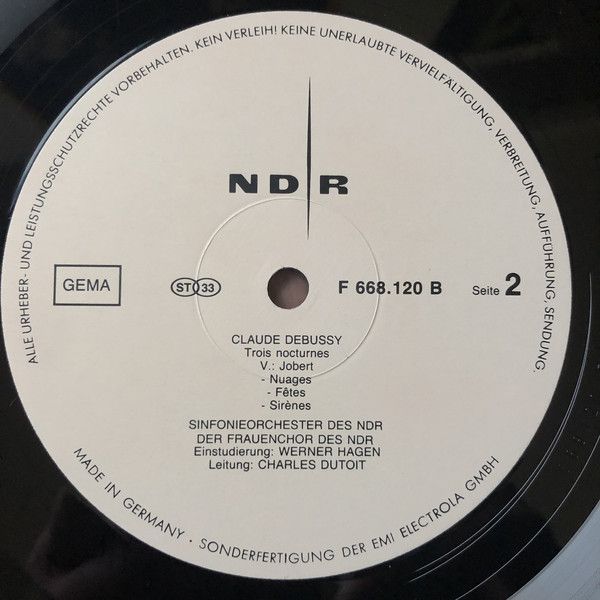 ALLE URHEBER- UND LEISTUNGSSCHUTZRECHTE VORBEHALTEN. KEIN VERLEIH! KEINE UNERLAUBTE VERVIELFÄLTIGUNG, VERBREITUNG, AUFFÜHRUNG, SENDUNG.
NDR
GEMA
ST 33
F 668.120 B
Seite 2
CLAUDE DEBUSSY
Trois nocturnes
V.: Jobert
- Nuages
- Fêtes
- Sirènes
SINFONIEORCHESTER DES NDR
DER FRAUENCHOR DES NDR
Einstudierung: WERNER HAGEN
Leitung: CHARLES DUTOIT
MADE IN GERMANY · SONDERFERTIGUNG DER EMI ELECTROLA GMBH